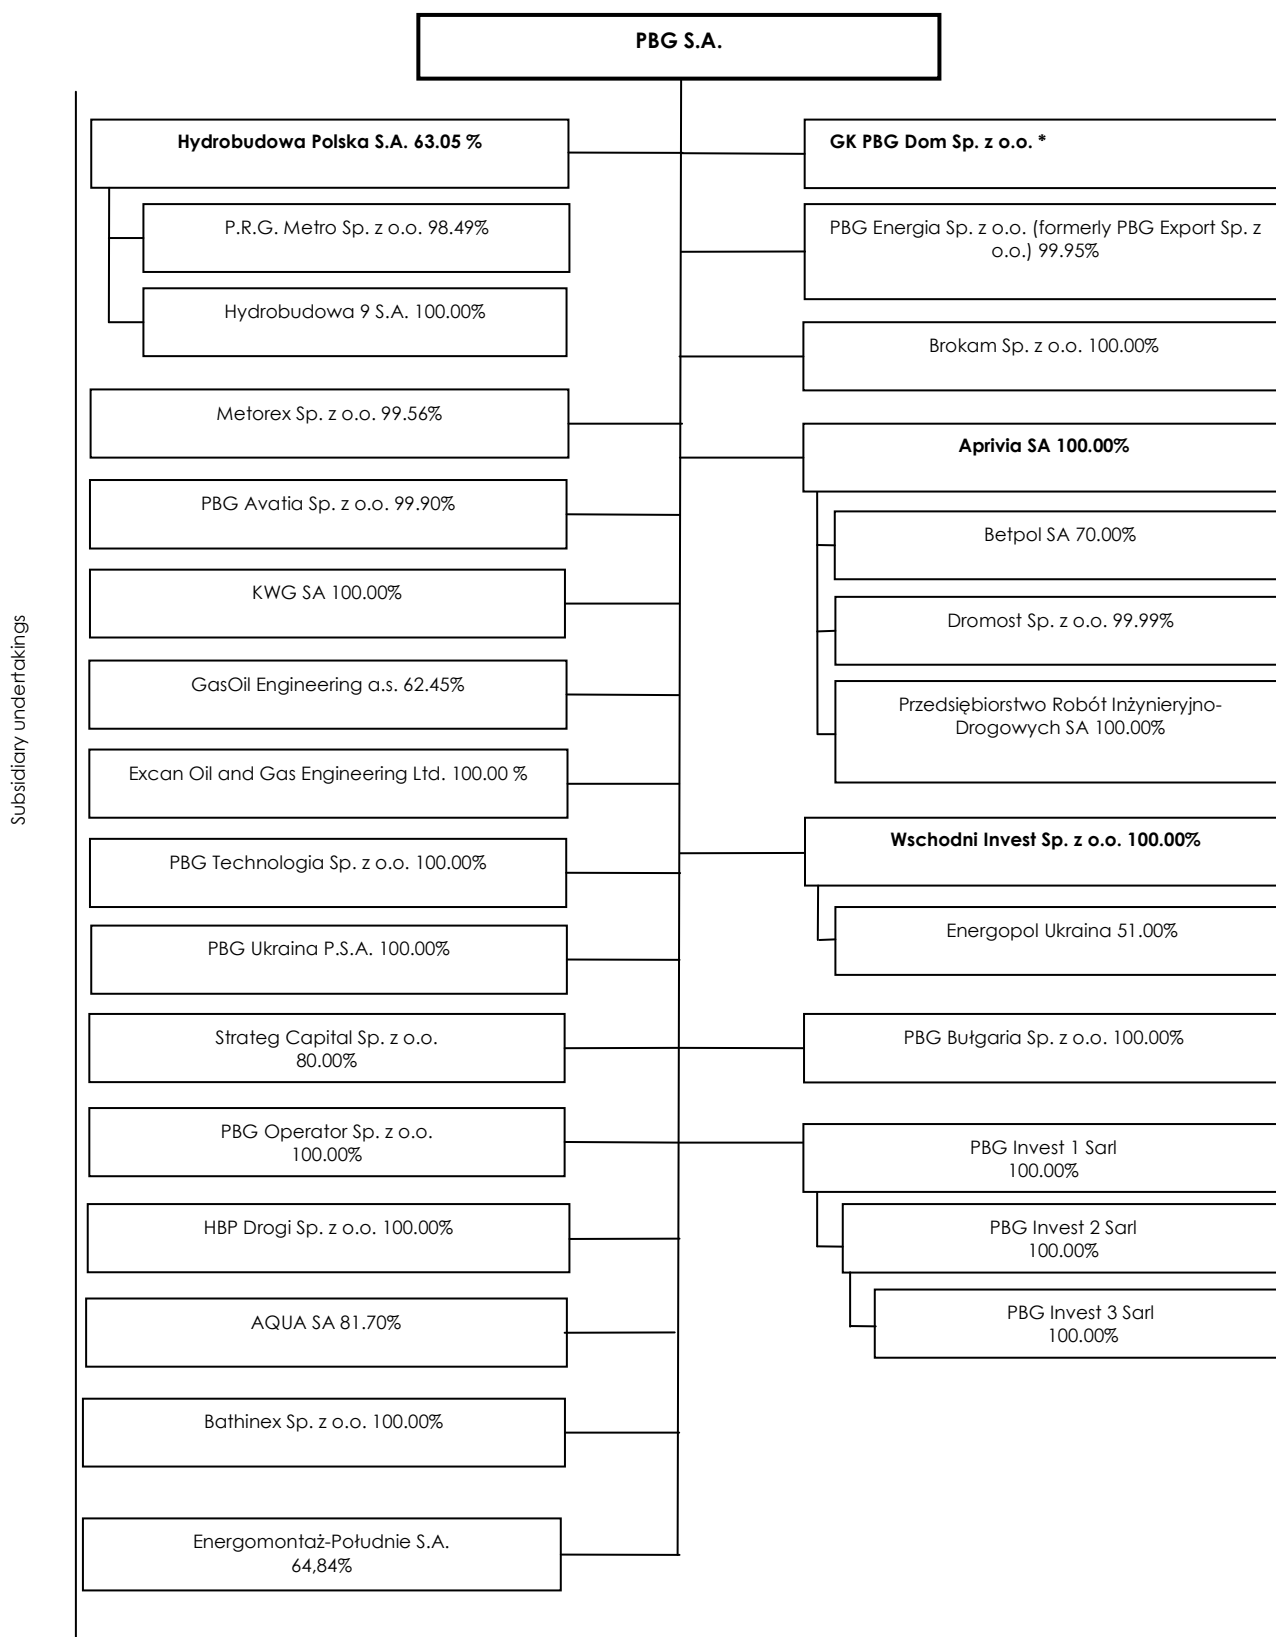 PBG S.A.
Subsidiary undertakings
Hydrobudowa Polska S.A. 63.05 %
P.R.G. Metro Sp. z o.o. 98.49%
Hydrobudowa 9 S.A. 100.00%
Metorex Sp. z o.o. 99.56%
PBG Avatia Sp. z o.o. 99.90%
KWG SA 100.00%
GasOil Engineering a.s. 62.45%
Excan Oil and Gas Engineering Ltd. 100.00 %
PBG Technologia Sp. z o.o. 100.00%
PBG Ukraina P.S.A. 100.00%
Strateg Capital Sp. z o.o.
80.00%
PBG Operator Sp. z o.o.
100.00%
HBP Drogi Sp. z o.o. 100.00%
AQUA SA 81.70%
Bathinex Sp. z o.o. 100.00%
Energomontaż-Południe S.A.
64,84%
GK PBG Dom Sp. z o.o. *
PBG Energia Sp. z o.o. (formerly PBG Export Sp. z
o.o.) 99.95%
Brokam Sp. z o.o. 100.00%
Aprivia SA 100.00%
Betpol SA 70.00%
Dromost Sp. z o.o. 99.99%
Przedsiębiorstwo Robót Inżynieryjno-
Drogowych SA 100.00%
Wschodni Invest Sp. z o.o. 100.00%
Energopol Ukraina 51.00%
PBG Bułgaria Sp. z o.o. 100.00%
PBG Invest 1 Sarl
100.00%
PBG Invest 2 Sarl
100.00%
PBG Invest 3 Sarl
100.00%